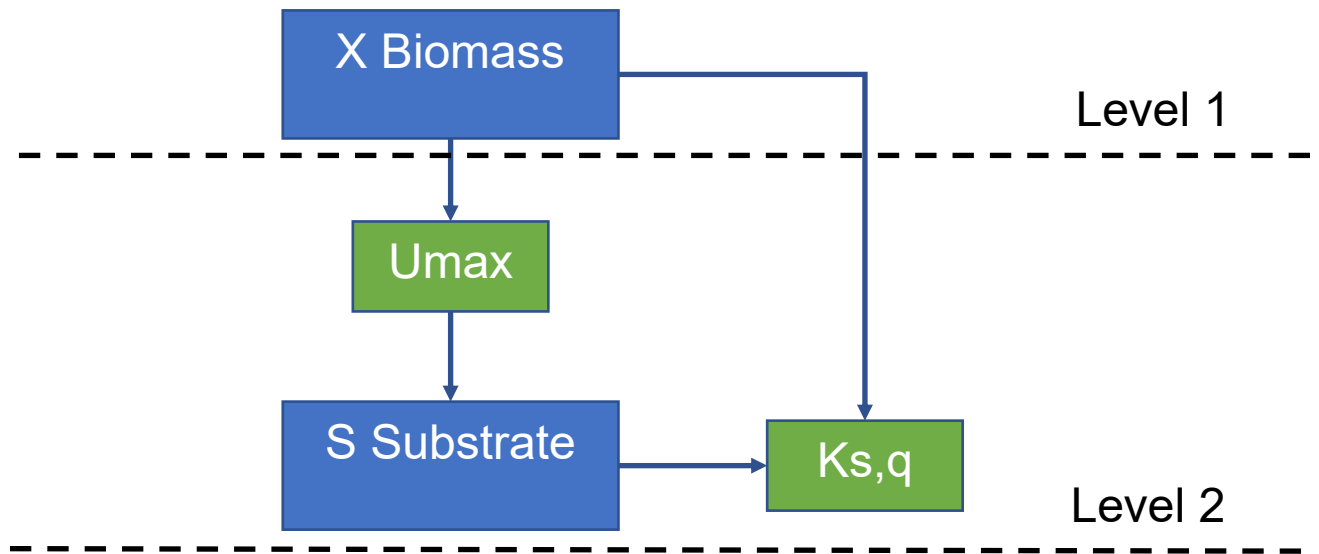 X Biomass
Level 1
Umax
S Substrate
Ks,q
Level 2